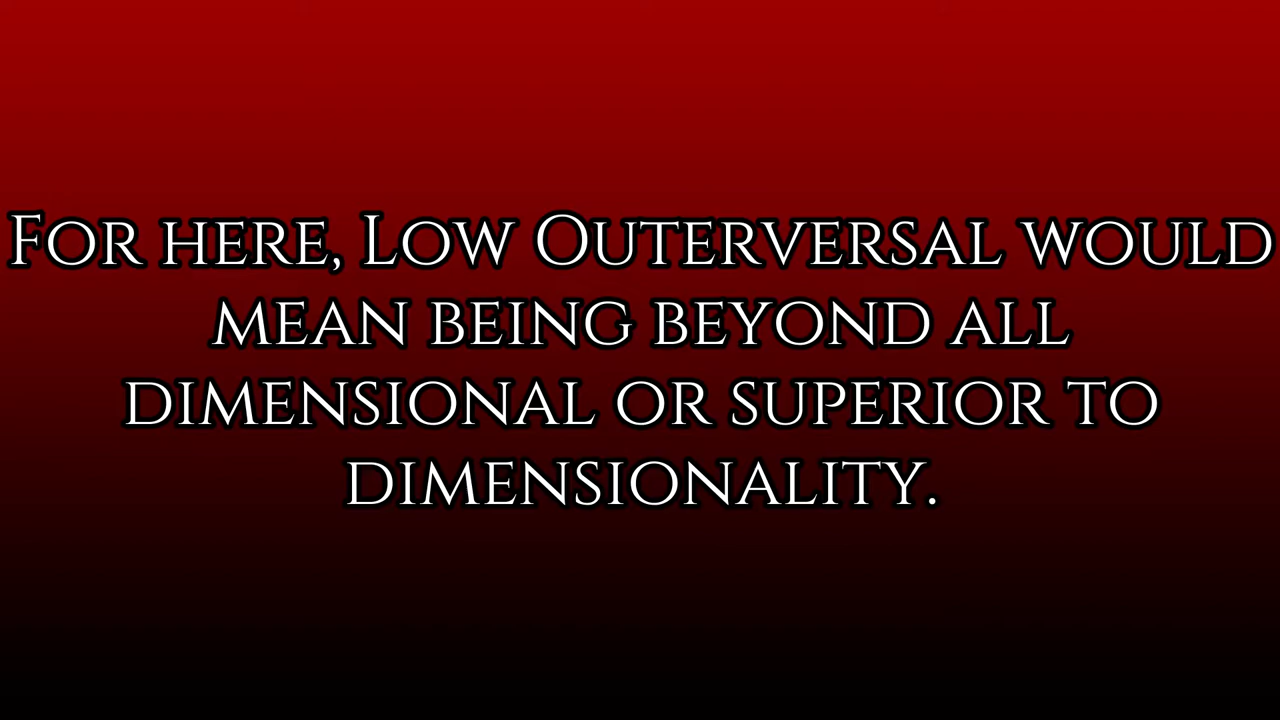 For here, Low Outerversal would
mean being beyond all
dimensional or superior to
dimensionality.